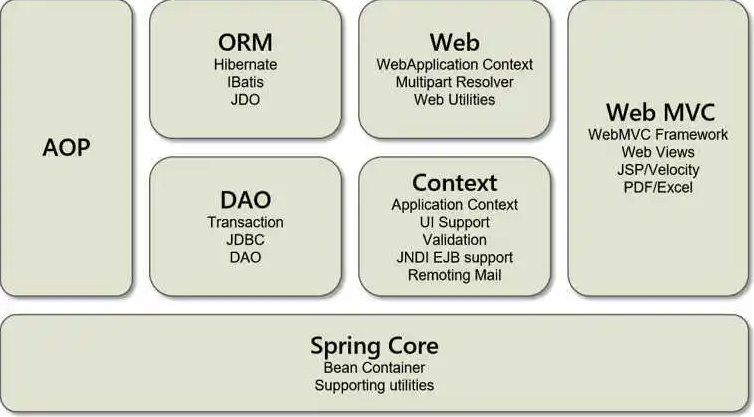 AOP
ORM
Hibernate
IBatis
JDO
DAO
Transaction
JDBC
DAO
Web
WebApplication Context
Multipart Resolver
Web Utilities
Context
Application Context
UI Support
Validation
JNDI EJB support
Remoting Mail
Web MVC
WebMVC Framework
Web Views
JSP/Velocity
PDF/Excel
Spring Core
Bean Container
Supporting utilities